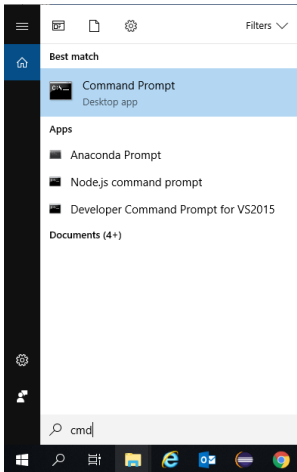 Filters
Best match
Command Prompt
Desktop app
Apps
Anaconda Prompt
Node.js command prompt
Developer Command Prompt for VS2015
Documents (4+)
cmd